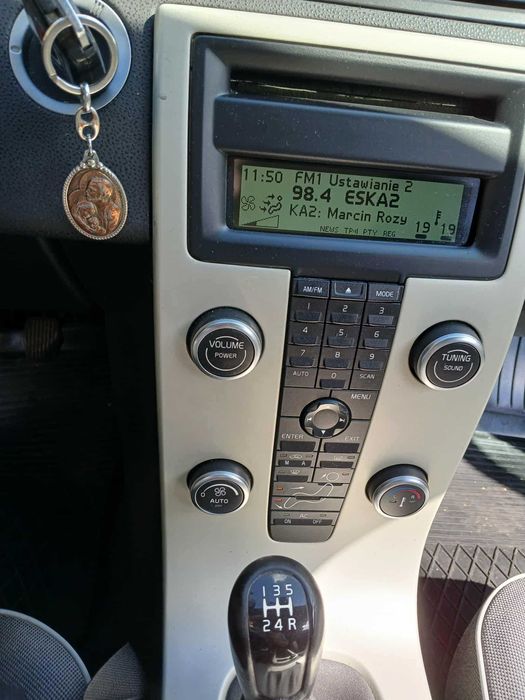 11:50 FM1 Ustawianie 2
98.4 ESKA2
KA2: Marcin Rozy
NEWS TP4 PTY REG
19 19
AM/FM MODE
1 2 3
4 5 6
7 8 9
AUTO 0 SCAN
VOLUME
POWER
TUNING
SOUND
MENU
ENTER EXIT
M A
AUTO
AC
ON OFF
1 3 5
2 4 R